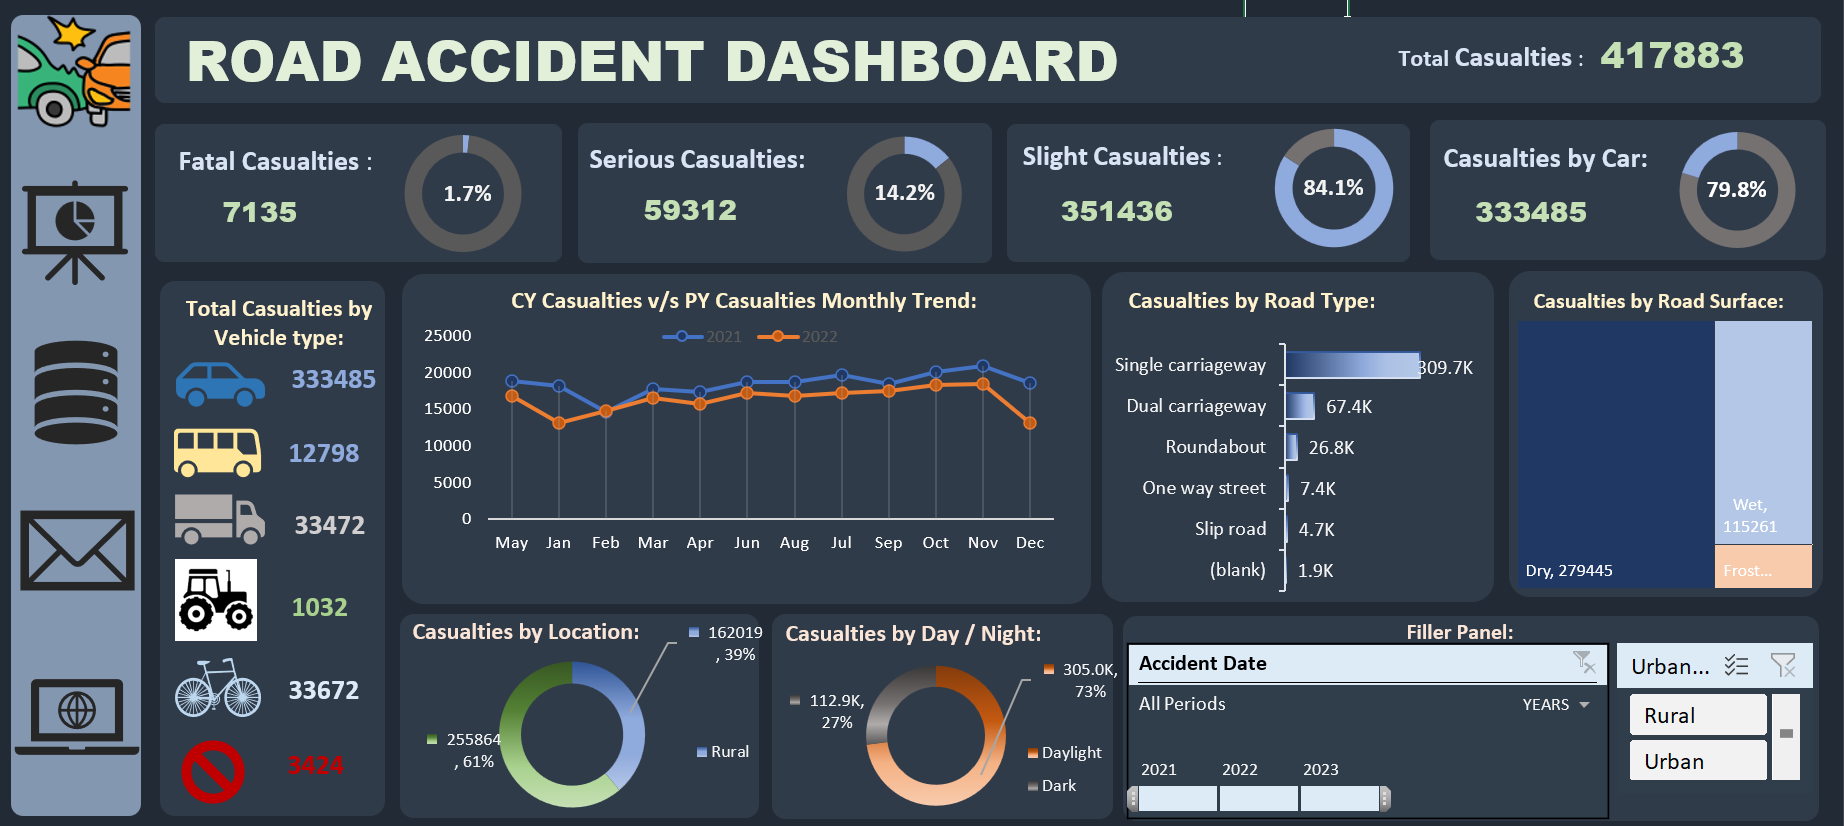 ROAD ACCIDENT DASHBOARD
Total Casualties : 417883
Fatal Casualties :
7135
1.7%
Serious Casualties:
59312
14.2%
Slight Casualties :
351436
84.1%
Casualties by Car:
333485
79.8%
Total Casualties by
Vehicle type:
333485
12798
33472
1032
33672
3424
CY Casualties v/s PY Casualties Monthly Trend:
2021 2022
25000
20000
15000
10000
5000
0
May Jan Feb Mar Apr Jun Aug Jul Sep Oct Nov Dec
Casualties by Road Type:
Single carriageway 309.7K
Dual carriageway 67.4K
Roundabout 26.8K
One way street 7.4K
Slip road 4.7K
(blank) 1.9K
Casualties by Road Surface:
Wet,
115261
Dry, 279445
Frost...
Casualties by Location:
162019
, 39%
255864
, 61%
Rural
Casualties by Day / Night:
305.0K,
73%
112.9K,
27%
Daylight
Dark
Filler Panel:
Accident Date
All Periods
YEARS
2021 2022 2023
Urban...
Rural
Urban